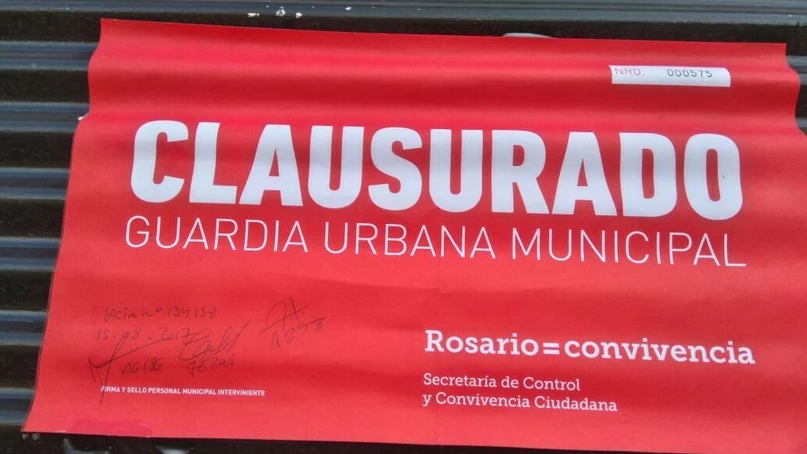 NRO. 000575
CLAUSURADO
GUARDIA URBANA MUNICIPAL
Rosario=convivencia
Secretaría de Control
y Convivencia Ciudadana
FIRMA Y SELLO PERSONAL MUNICIPAL INTERVINIENTE